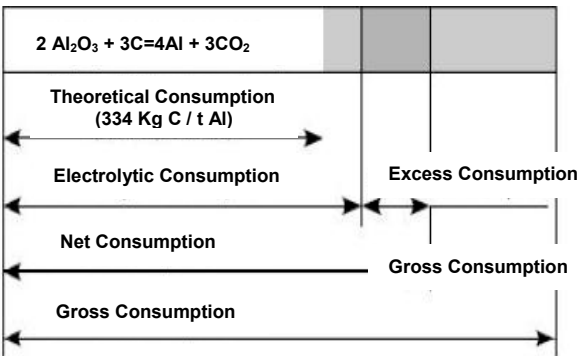 2 Al₂O₃ + 3C=4Al + 3CO₂
Theoretical Consumption
(334 Kg C / t Al)
Electrolytic Consumption
Excess Consumption
Net Consumption
Gross Consumption
Gross Consumption